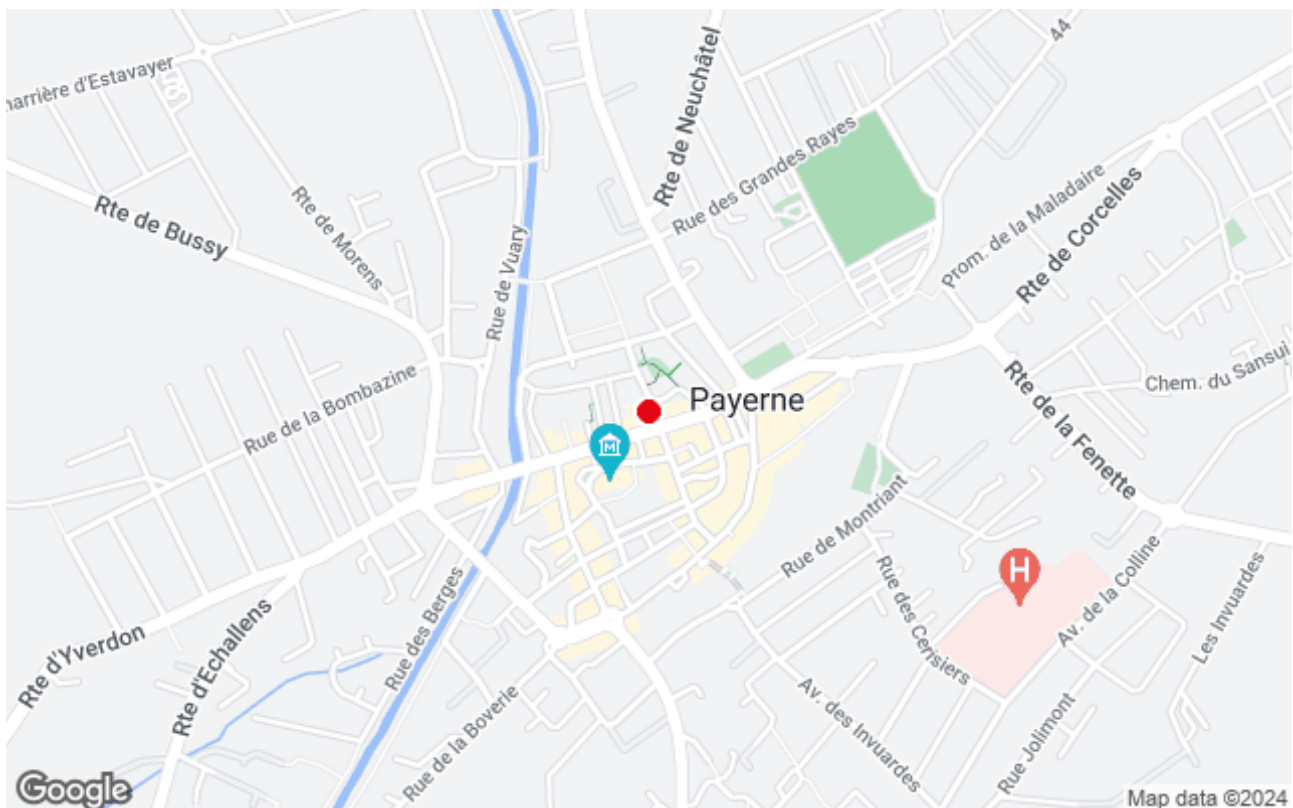 44
harrière d'Estavayer
Rte de Neuchâtel
Rue des Grandes Rayes
Rte de Morens
Rte de Bussy
Rue de Vuary
Prom. de la Maladaire
Rte de Corcelles
Rue de la Bombazine
Chem. du Sansui
Payerne
Rte de la Fenette
M
Rue de Montriant
H
Rue des Cerisiers
Av. de la Colline
Les Invuardes
Rue des Berges
Rte d'Yverdon
Rte d'Echallens
Rue de la Boverie
Av. des Invuardes
Rue Jolimont
Google
Map data ©2024